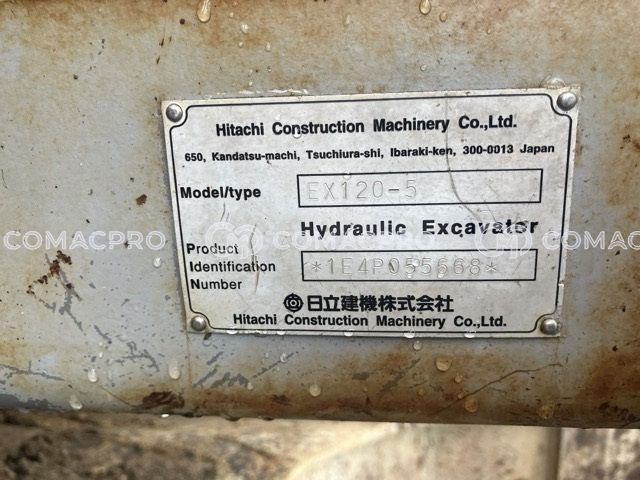 Hitachi Construction Machinery Co.,Ltd.
650, Kandatsu-machi, Tsuchiura-shi, Ibaraki-ken, 300-0013 Japan
Model/type EX120-5
Hydraulic Excavator
Product
Identification
Number
*1E4P055668*
日立建機株式会社
Hitachi Construction Machinery Co.,Ltd.
COMACPRO COMACPRO COMACPRO